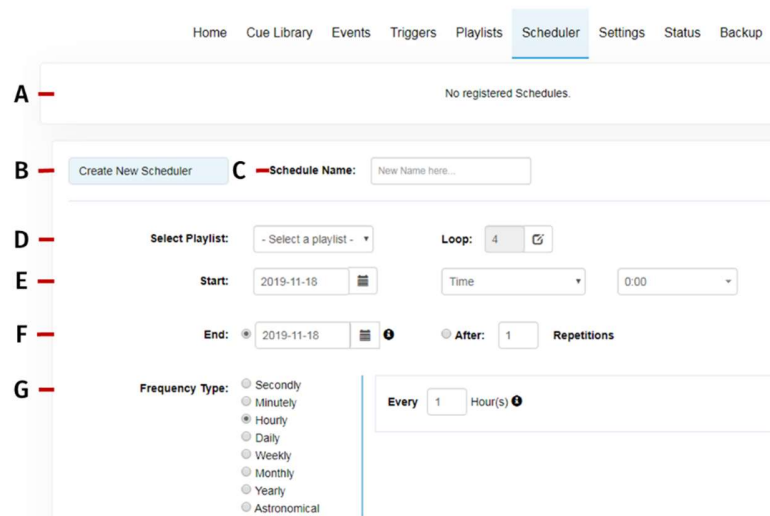 Home Cue Library Events Triggers Playlists Scheduler Settings Status Backup
A No registered Schedules.
B Create New Scheduler C Schedule Name: New Name here...
D Select Playlist: - Select a playlist - Loop: 4
E Start: 2019-11-18 Time 0:00
F End: 2019-11-18 After: 1 Repetitions
G Frequency Type: Secondly
Minutely
Every 1 Hour(s)
Hourly
Daily
Weekly
Monthly
Yearly
Astronomical